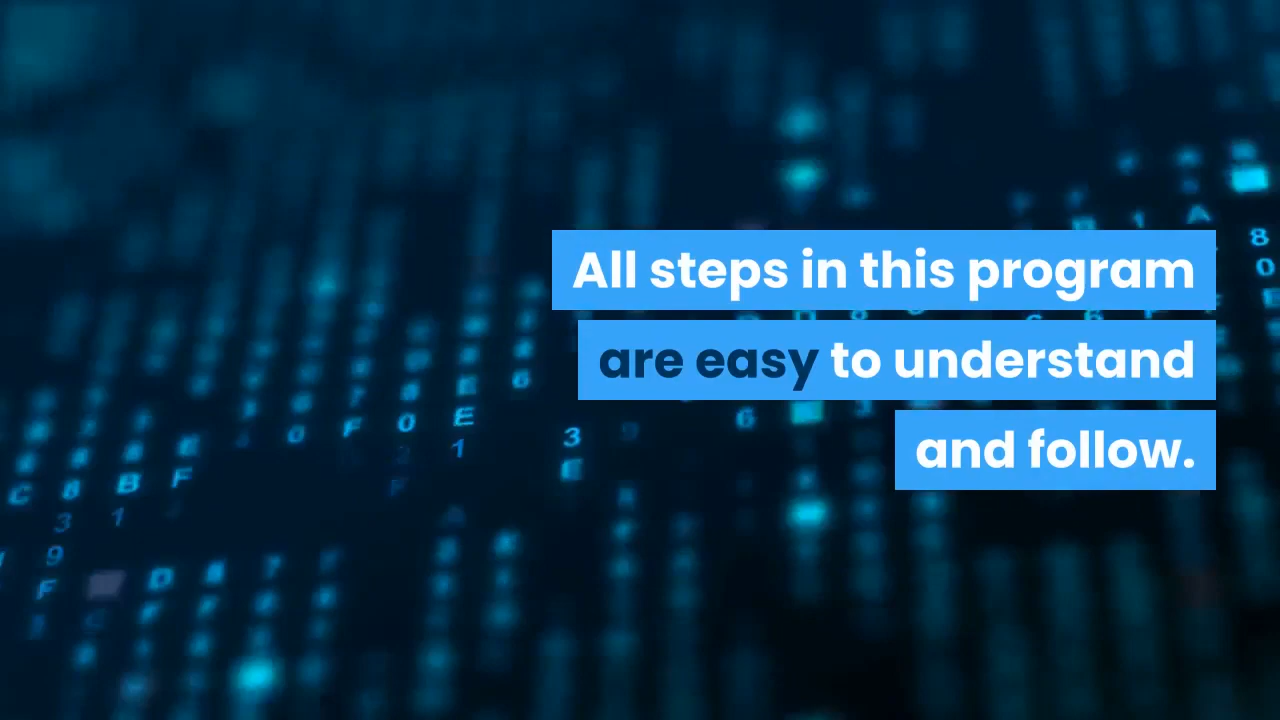 All steps in this program
are easy to understand
and follow.